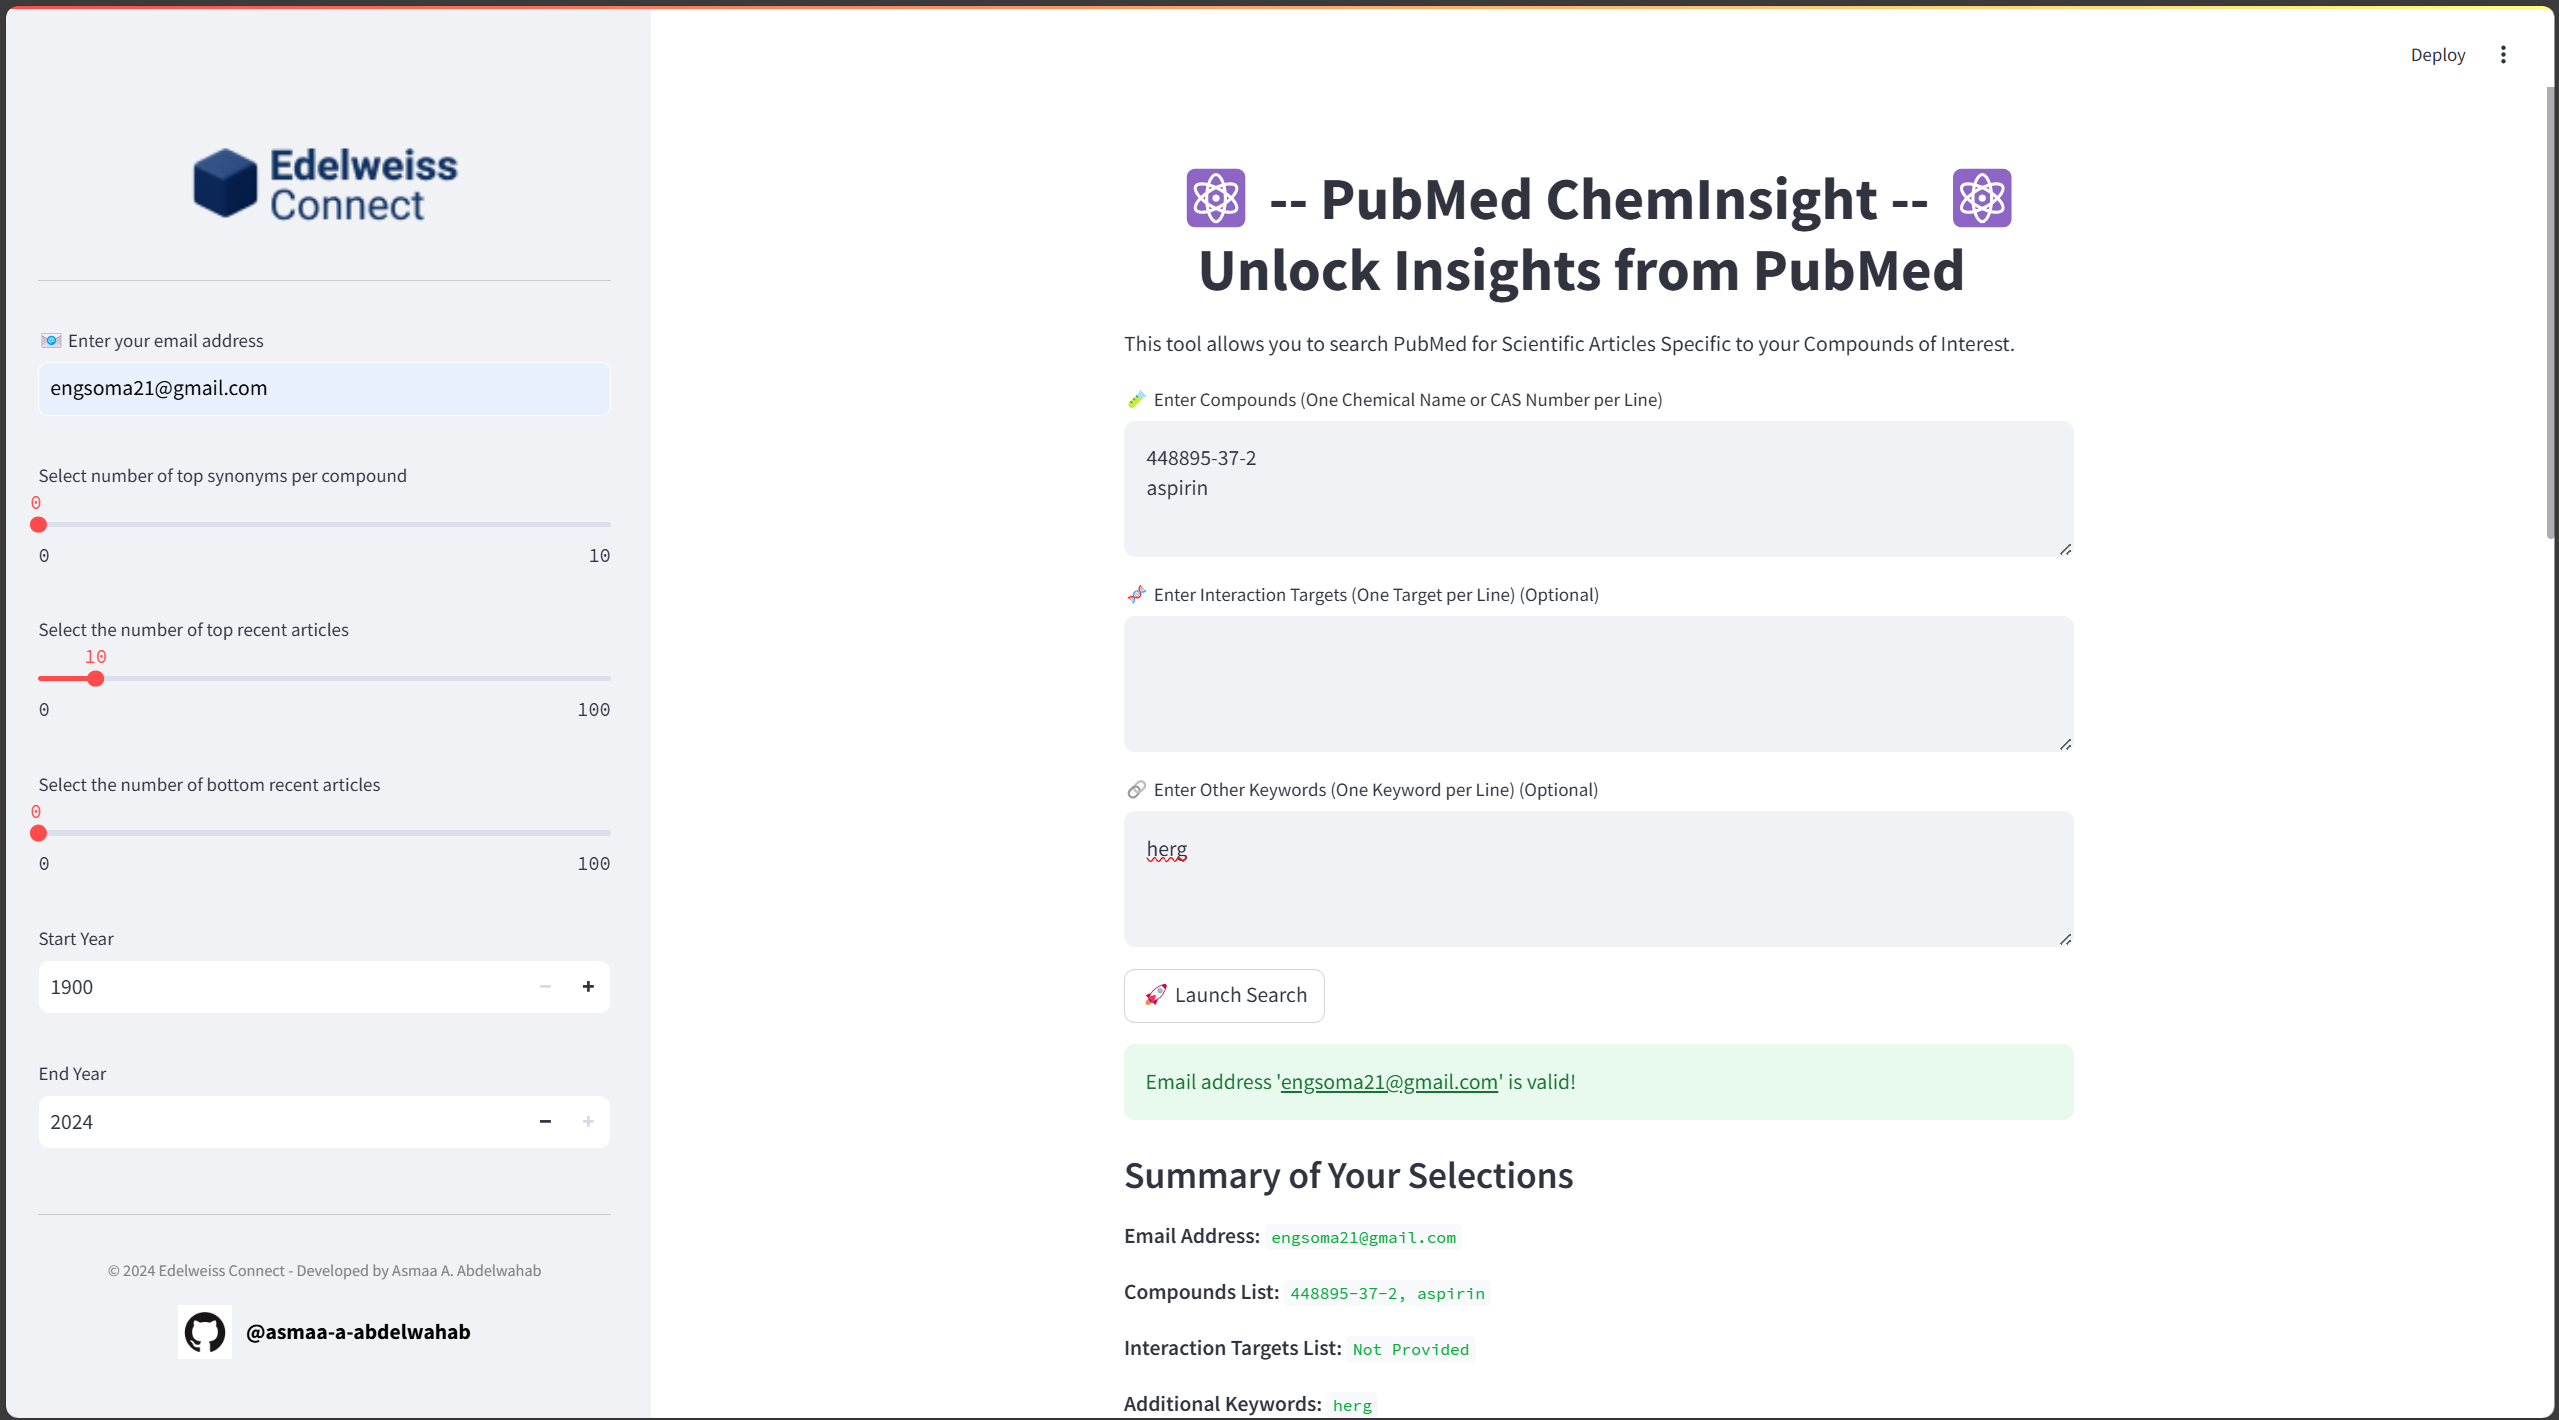 Edelweiss
Connect
Enter your email address
engsoma21@gmail.com
Select number of top synonyms per compound
0
0 10
Select the number of top recent articles
10
0 100
Select the number of bottom recent articles
0
0 100
Start Year
1900
End Year
2024
© 2024 Edelweiss Connect - Developed by Asmaa A. Abdelwahab
@asmaa-a-abdelwahab
Deploy
-- PubMed ChemInsight --
Unlock Insights from PubMed
This tool allows you to search PubMed for Scientific Articles Specific to your Compounds of Interest.
Enter Compounds (One Chemical Name or CAS Number per Line)
448895-37-2
aspirin
Enter Interaction Targets (One Target per Line) (Optional)
Enter Other Keywords (One Keyword per Line) (Optional)
herg
Launch Search
Email address 'engsoma21@gmail.com' is valid!
Summary of Your Selections
Email Address: engsoma21@gmail.com
Compounds List: 448895-37-2, aspirin
Interaction Targets List: Not Provided
Additional Keywords: herg